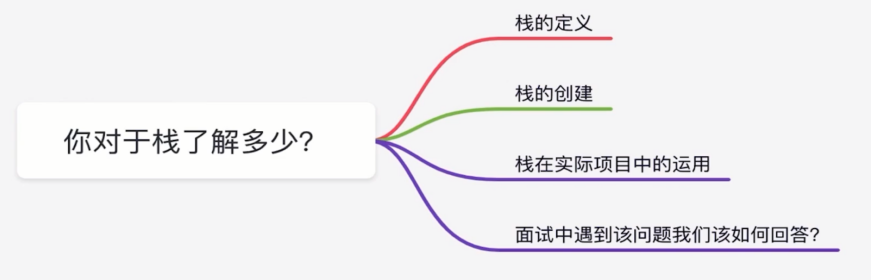 你对于栈了解多少?
栈的定义
栈的创建
栈在实际项目中的运用
面试中遇到该问题我们该如何回答?